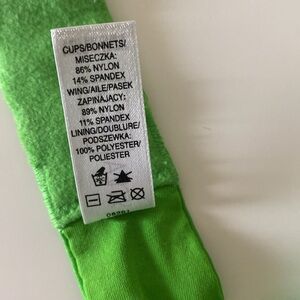 CUPS/BONNETS/
MISECZKA:
86% NYLON
14% SPANDEX
WING/AILE/PASEK
ZAPINAJĄCY:
89% NYLON
11% SPANDEX
LINING/DOUBLURE/
PODSZEWKA:
100% POLYESTER/
POLIESTER